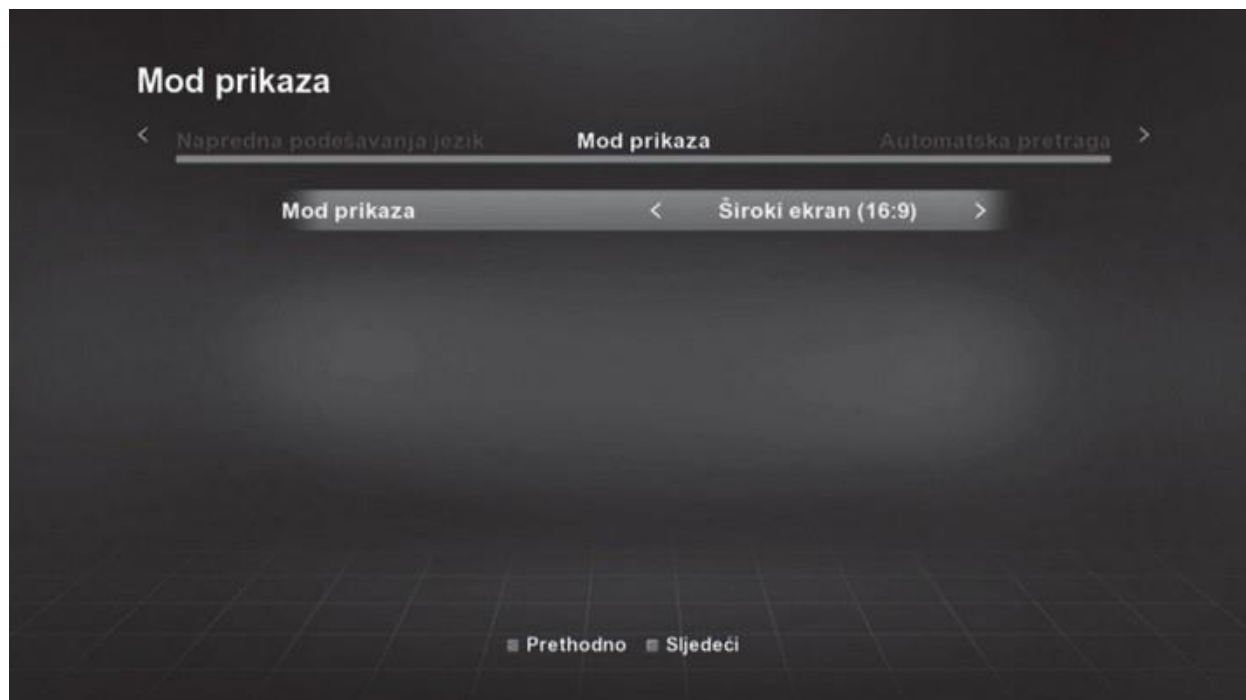 Mod prikaza
< Napredna podešavanja jezik Mod prikaza Automatska pretraga >
Mod prikaza < Široki ekran (16:9) >
Prethodno Sljedeći